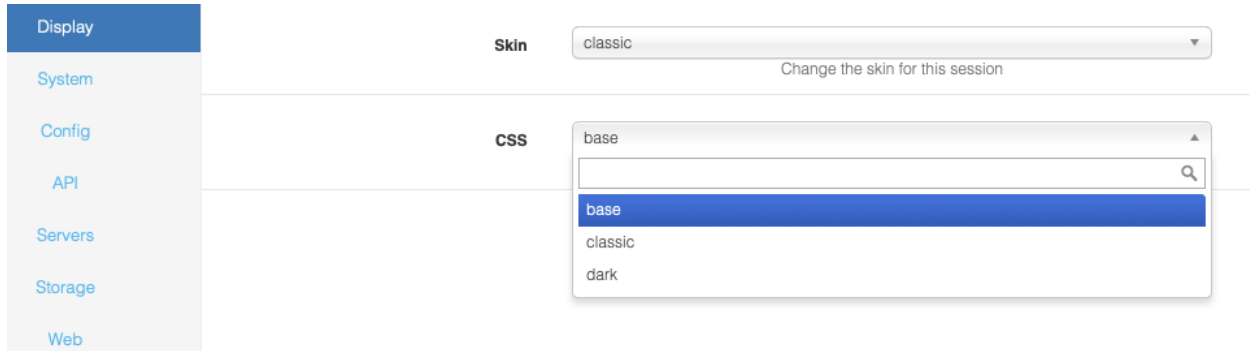 Display
System
Config
API
Servers
Storage
Web
Skin classic
Change the skin for this session
CSS base
base
classic
dark